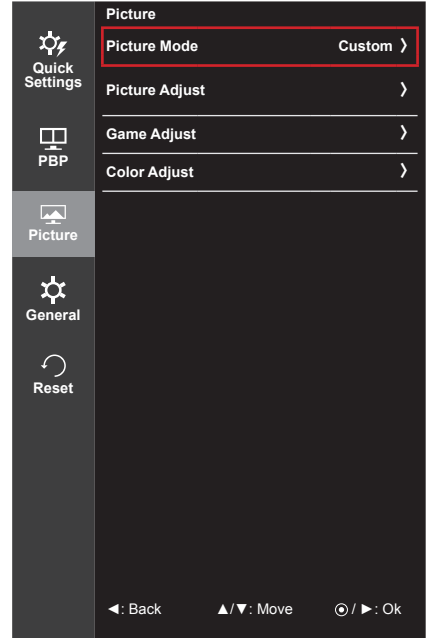 Quick
Settings
PBP
Picture
General
Reset
Picture
Picture Mode Custom ❭
Picture Adjust ❭
Game Adjust ❭
Color Adjust ❭
◄: Back ▲/▼: Move ⦿ / ►: Ok